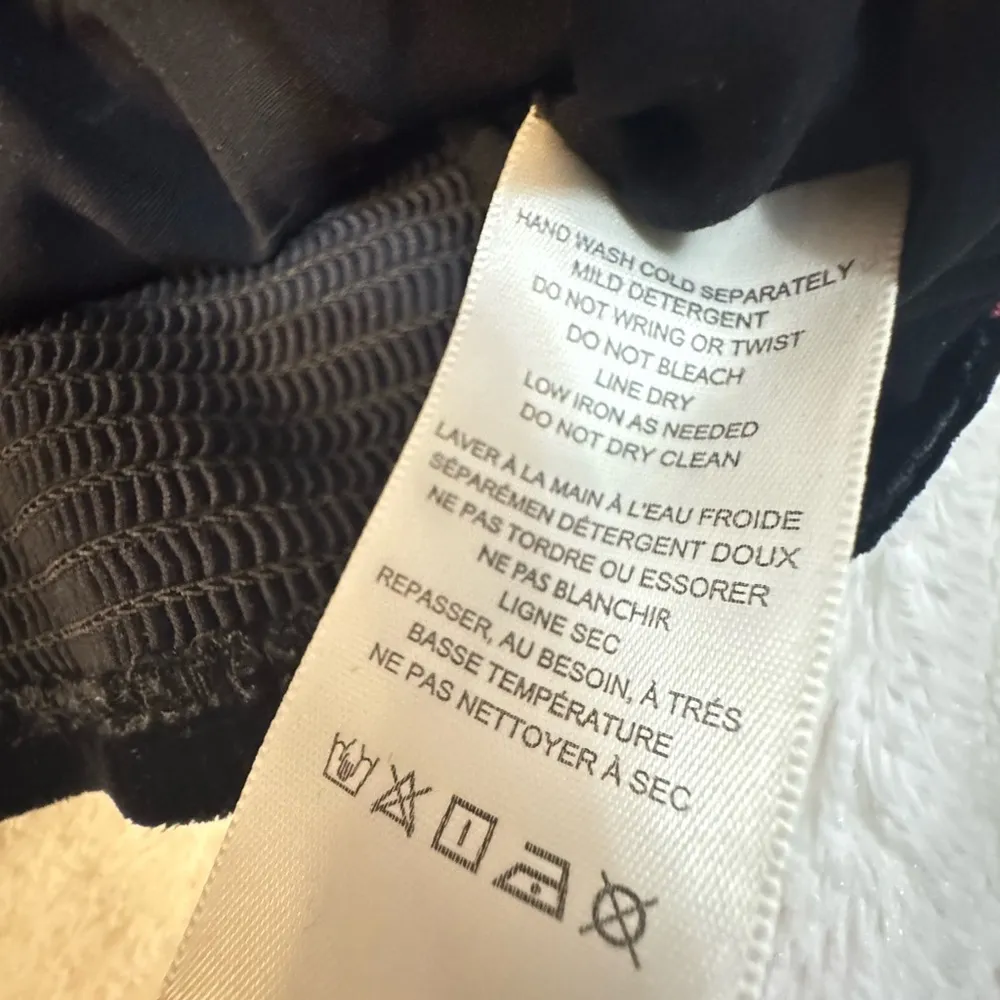 HAND WASH COLD SEPARATELY
MILD DETERGENT
DO NOT WRING OR TWIST
DO NOT BLEACH
LINE DRY
LOW IRON AS NEEDED
DO NOT DRY CLEAN
LAVER À LA MAIN À L'EAU FROIDE
SÉPARÉMEN DÉTERGENT DOUX
NE PAS TORDRE OU ESSORER
NE PAS BLANCHIR
LIGNE SEC
REPASSER, AU BESOIN, À TRÉS
BASSE TEMPÉRATURE
NE PAS NETTOYER À SEC